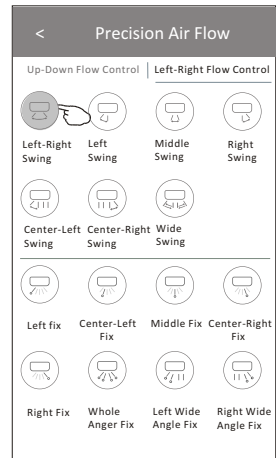 < Precision Air Flow
Up-Down Flow Control | Left-Right Flow Control
Left-Right Swing
Left Swing
Middle Swing
Right Swing
Center-Left Swing
Center-Right Swing
Wide Swing
Left fix
Center-Left Fix
Middle Fix
Center-Right Fix
Right Fix
Whole Anger Fix
Left Wide Angle Fix
Right Wide Angle Fix